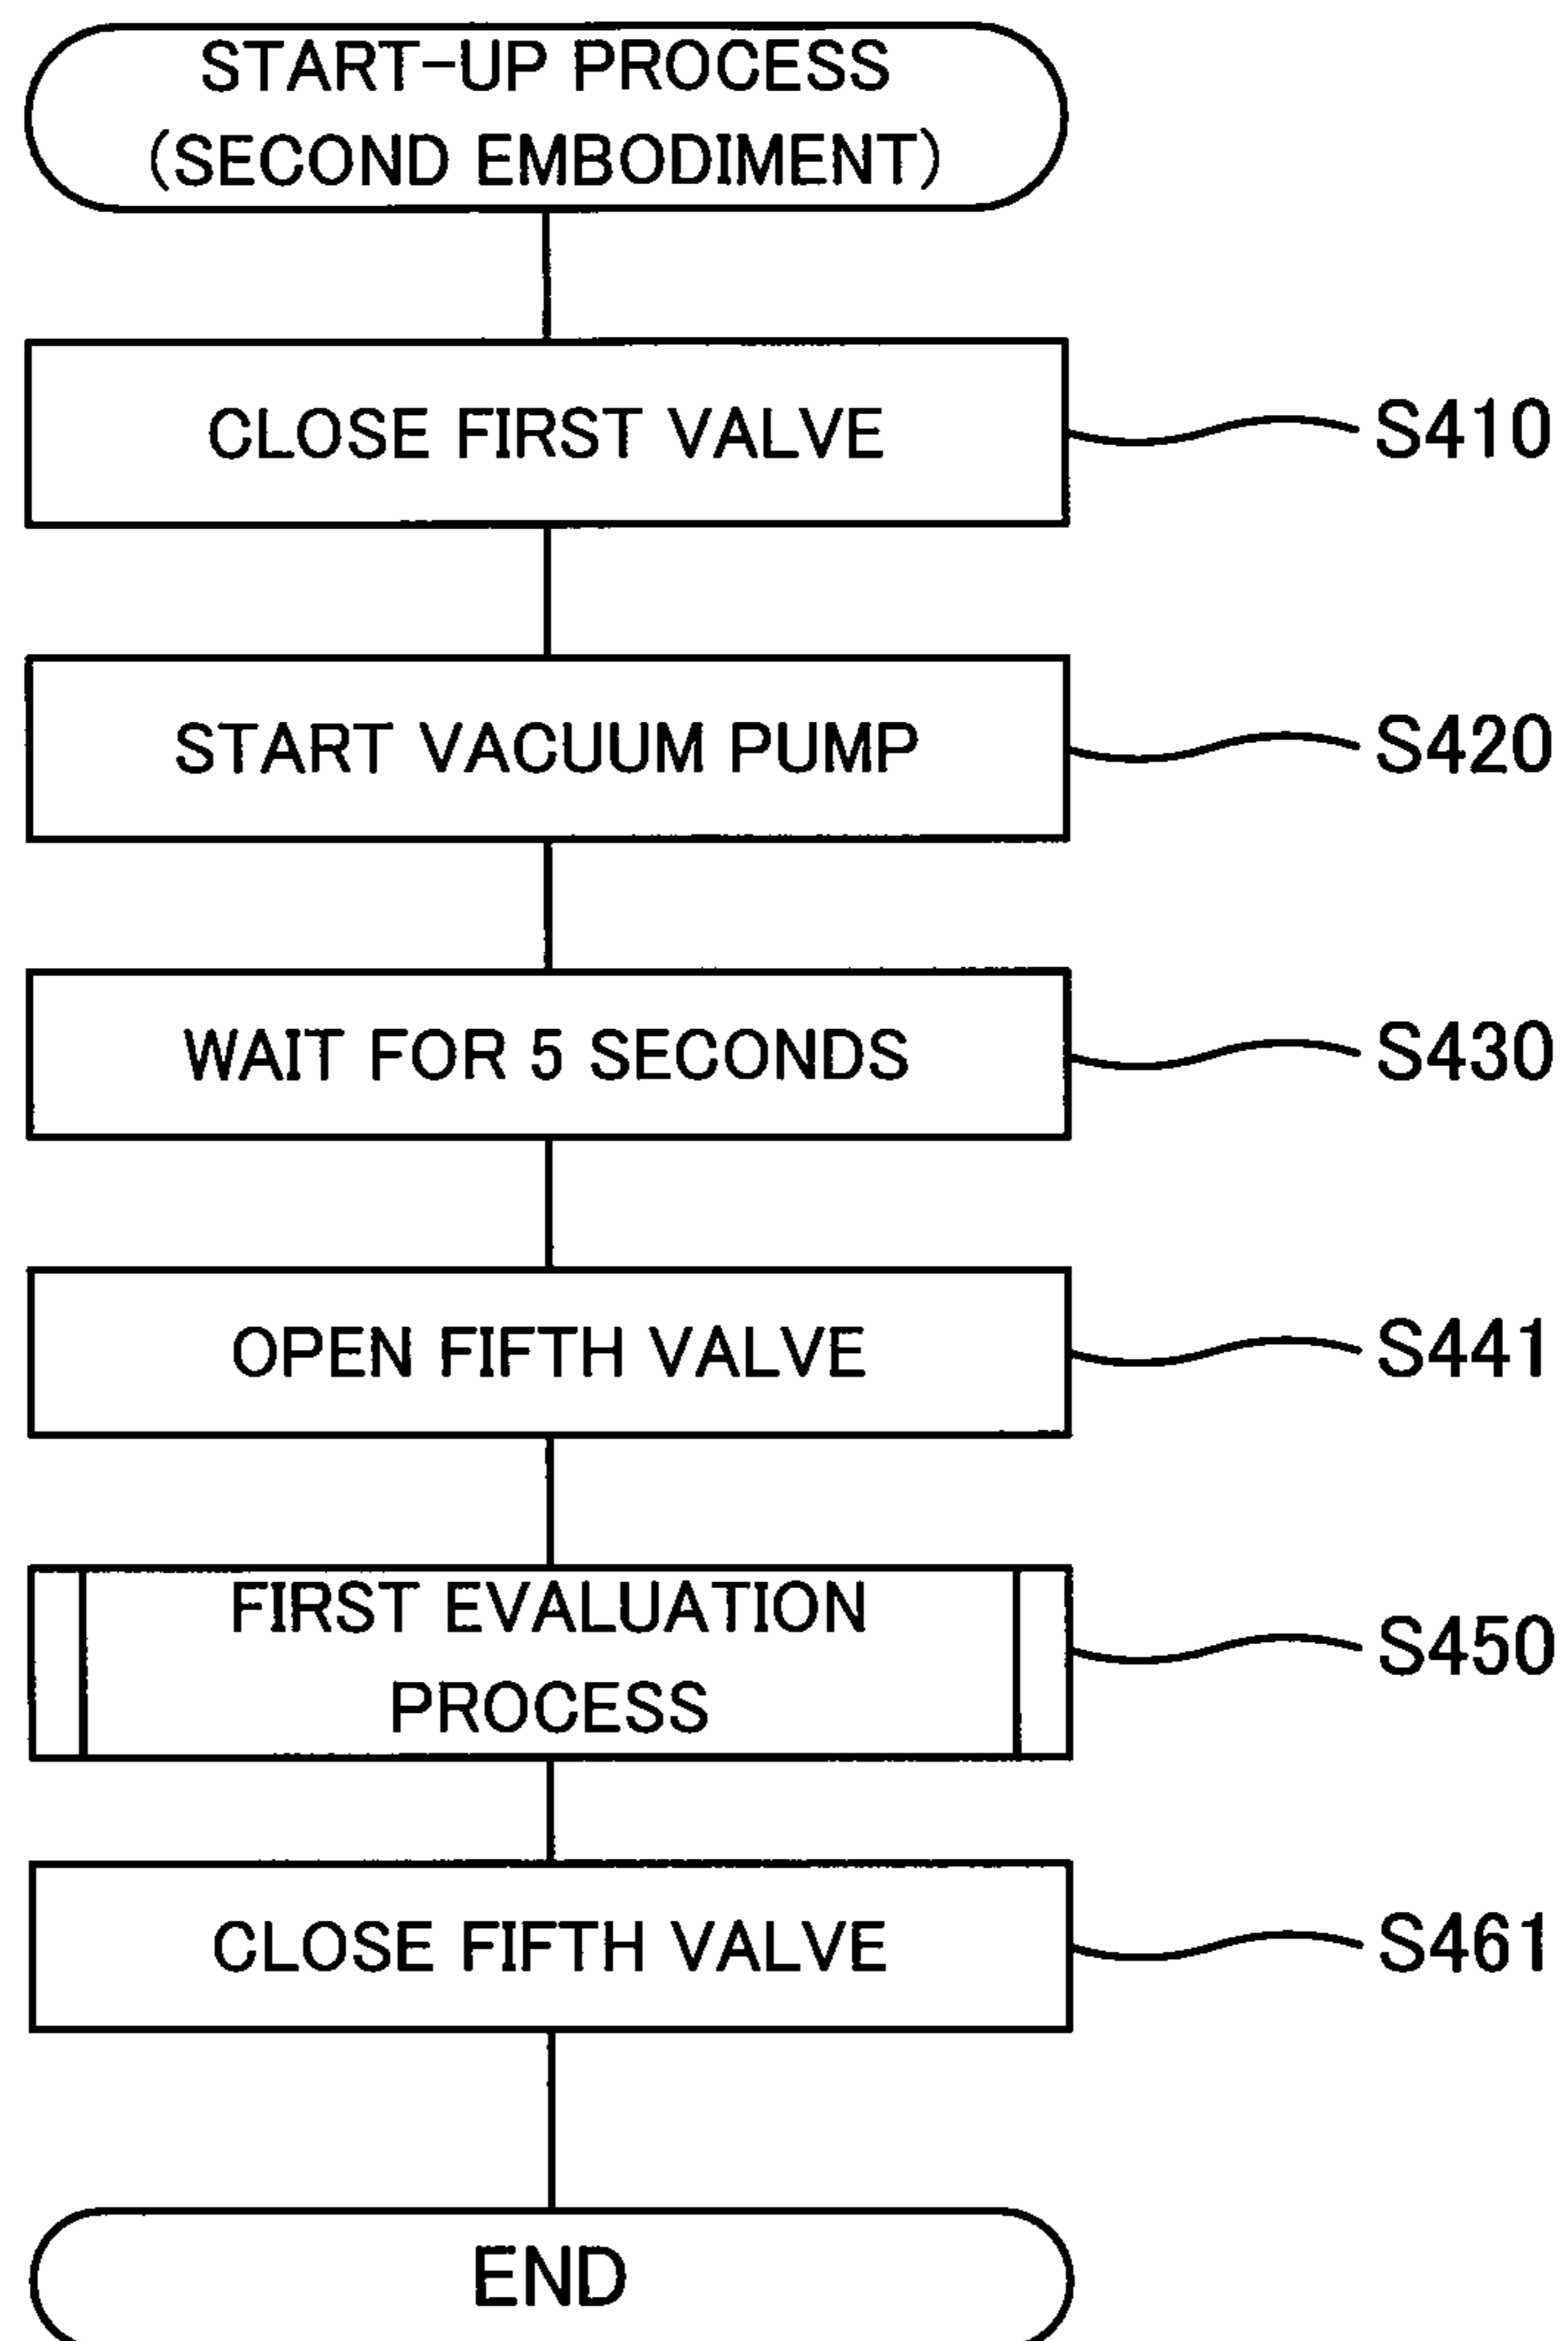 START-UP PROCESS
(SECOND EMBODIMENT)
CLOSE FIRST VALVE
S410
START VACUUM PUMP
S420
WAIT FOR 5 SECONDS
S430
OPEN FIFTH VALVE
S441
FIRST EVALUATION
PROCESS
S450
CLOSE FIFTH VALVE
S461
END